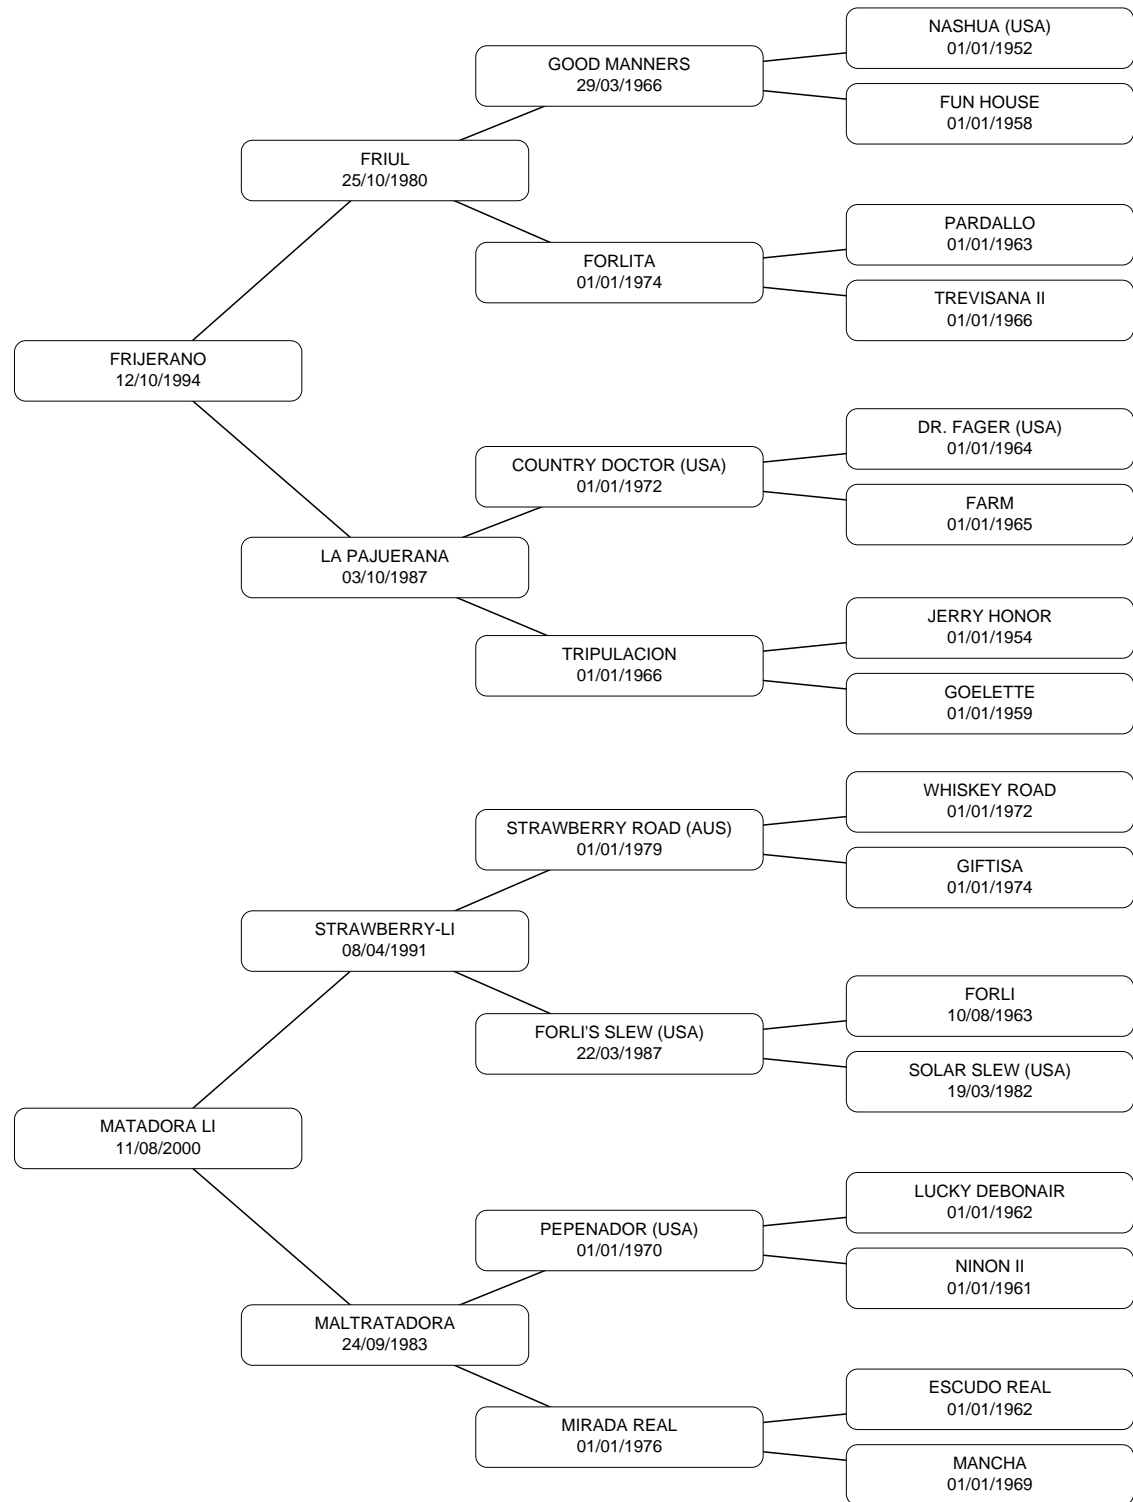 NASHUA (USA)
01/01/1952
GOOD MANNERS
29/03/1966
FUN HOUSE
01/01/1958
FRIUL
25/10/1980
PARDALLO
01/01/1963
FORLITA
01/01/1974
TREVISANA II
01/01/1966
FRIJERANO
12/10/1994
DR. FAGER (USA)
01/01/1964
COUNTRY DOCTOR (USA)
01/01/1972
FARM
01/01/1965
LA PAJUERANA
03/10/1987
JERRY HONOR
01/01/1954
TRIPULACION
01/01/1966
GOELETTE
01/01/1959
WHISKEY ROAD
01/01/1972
STRAWBERRY ROAD (AUS)
01/01/1979
GIFTISA
01/01/1974
STRAWBERRY-LI
08/04/1991
FORLI
10/08/1963
FORLI'S SLEW (USA)
22/03/1987
SOLAR SLEW (USA)
19/03/1982
MATADORA LI
11/08/2000
LUCKY DEBONAIR
01/01/1962
PEPENADOR (USA)
01/01/1970
NINON II
01/01/1961
MALTRATADORA
24/09/1983
ESCUDO REAL
01/01/1962
MIRADA REAL
01/01/1976
MANCHA
01/01/1969